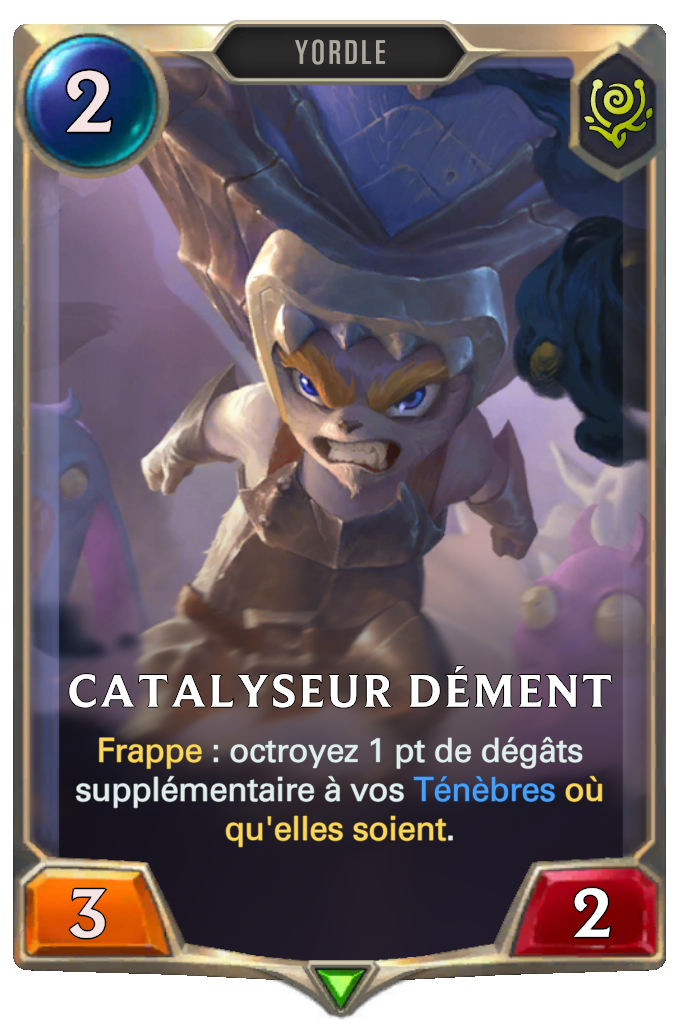 YORDLE
2
CATALYSEUR DÉMENT
Frappe : octroyez 1 pt de dégâts
supplémentaire à vos Ténèbres où
qu'elles soient.
3
2